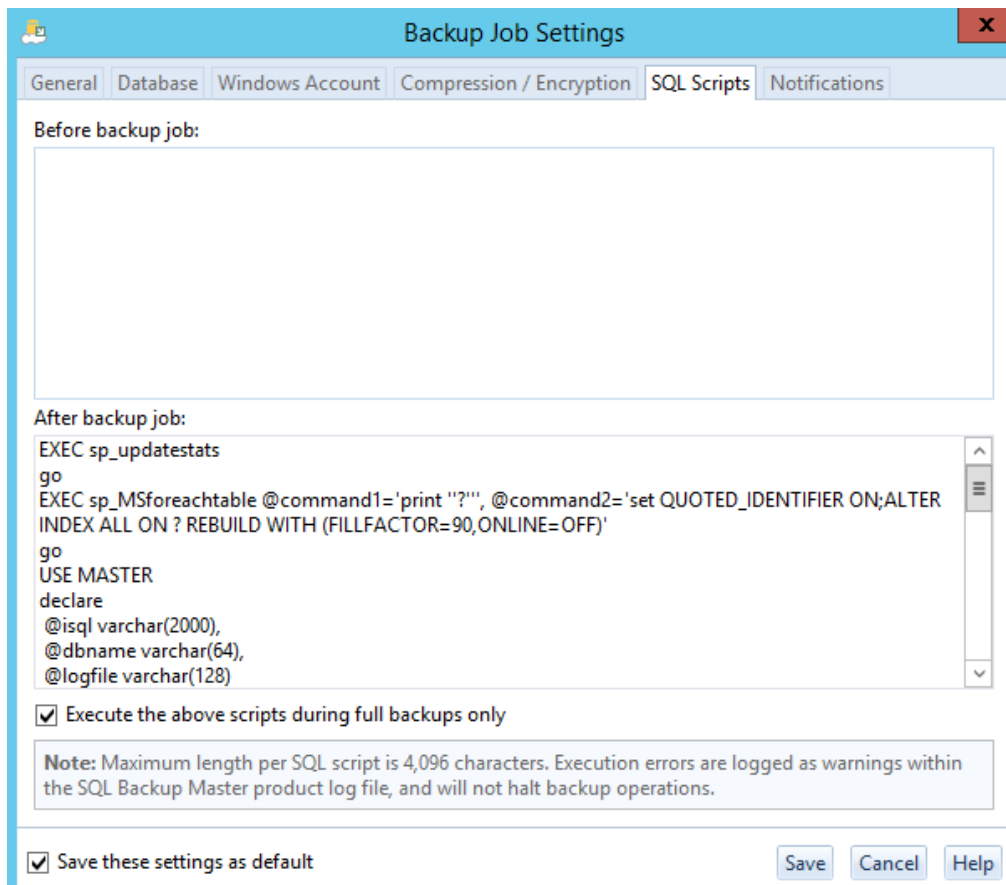 Backup Job Settings
x
General Database Windows Account Compression / Encryption SQL Scripts Notifications
Before backup job:
After backup job:
EXEC sp_updatestats
go
EXEC sp_MSforeachtable @command1='print ''?''', @command2='set QUOTED_IDENTIFIER ON;ALTER
INDEX ALL ON ? REBUILD WITH (FILLFACTOR=90,ONLINE=OFF)'
go
USE MASTER
declare
@isql varchar(2000),
@dbname varchar(64),
@logfile varchar(128)
Execute the above scripts during full backups only
Note: Maximum length per SQL script is 4,096 characters. Execution errors are logged as warnings within
the SQL Backup Master product log file, and will not halt backup operations.
Save these settings as default
Save Cancel Help